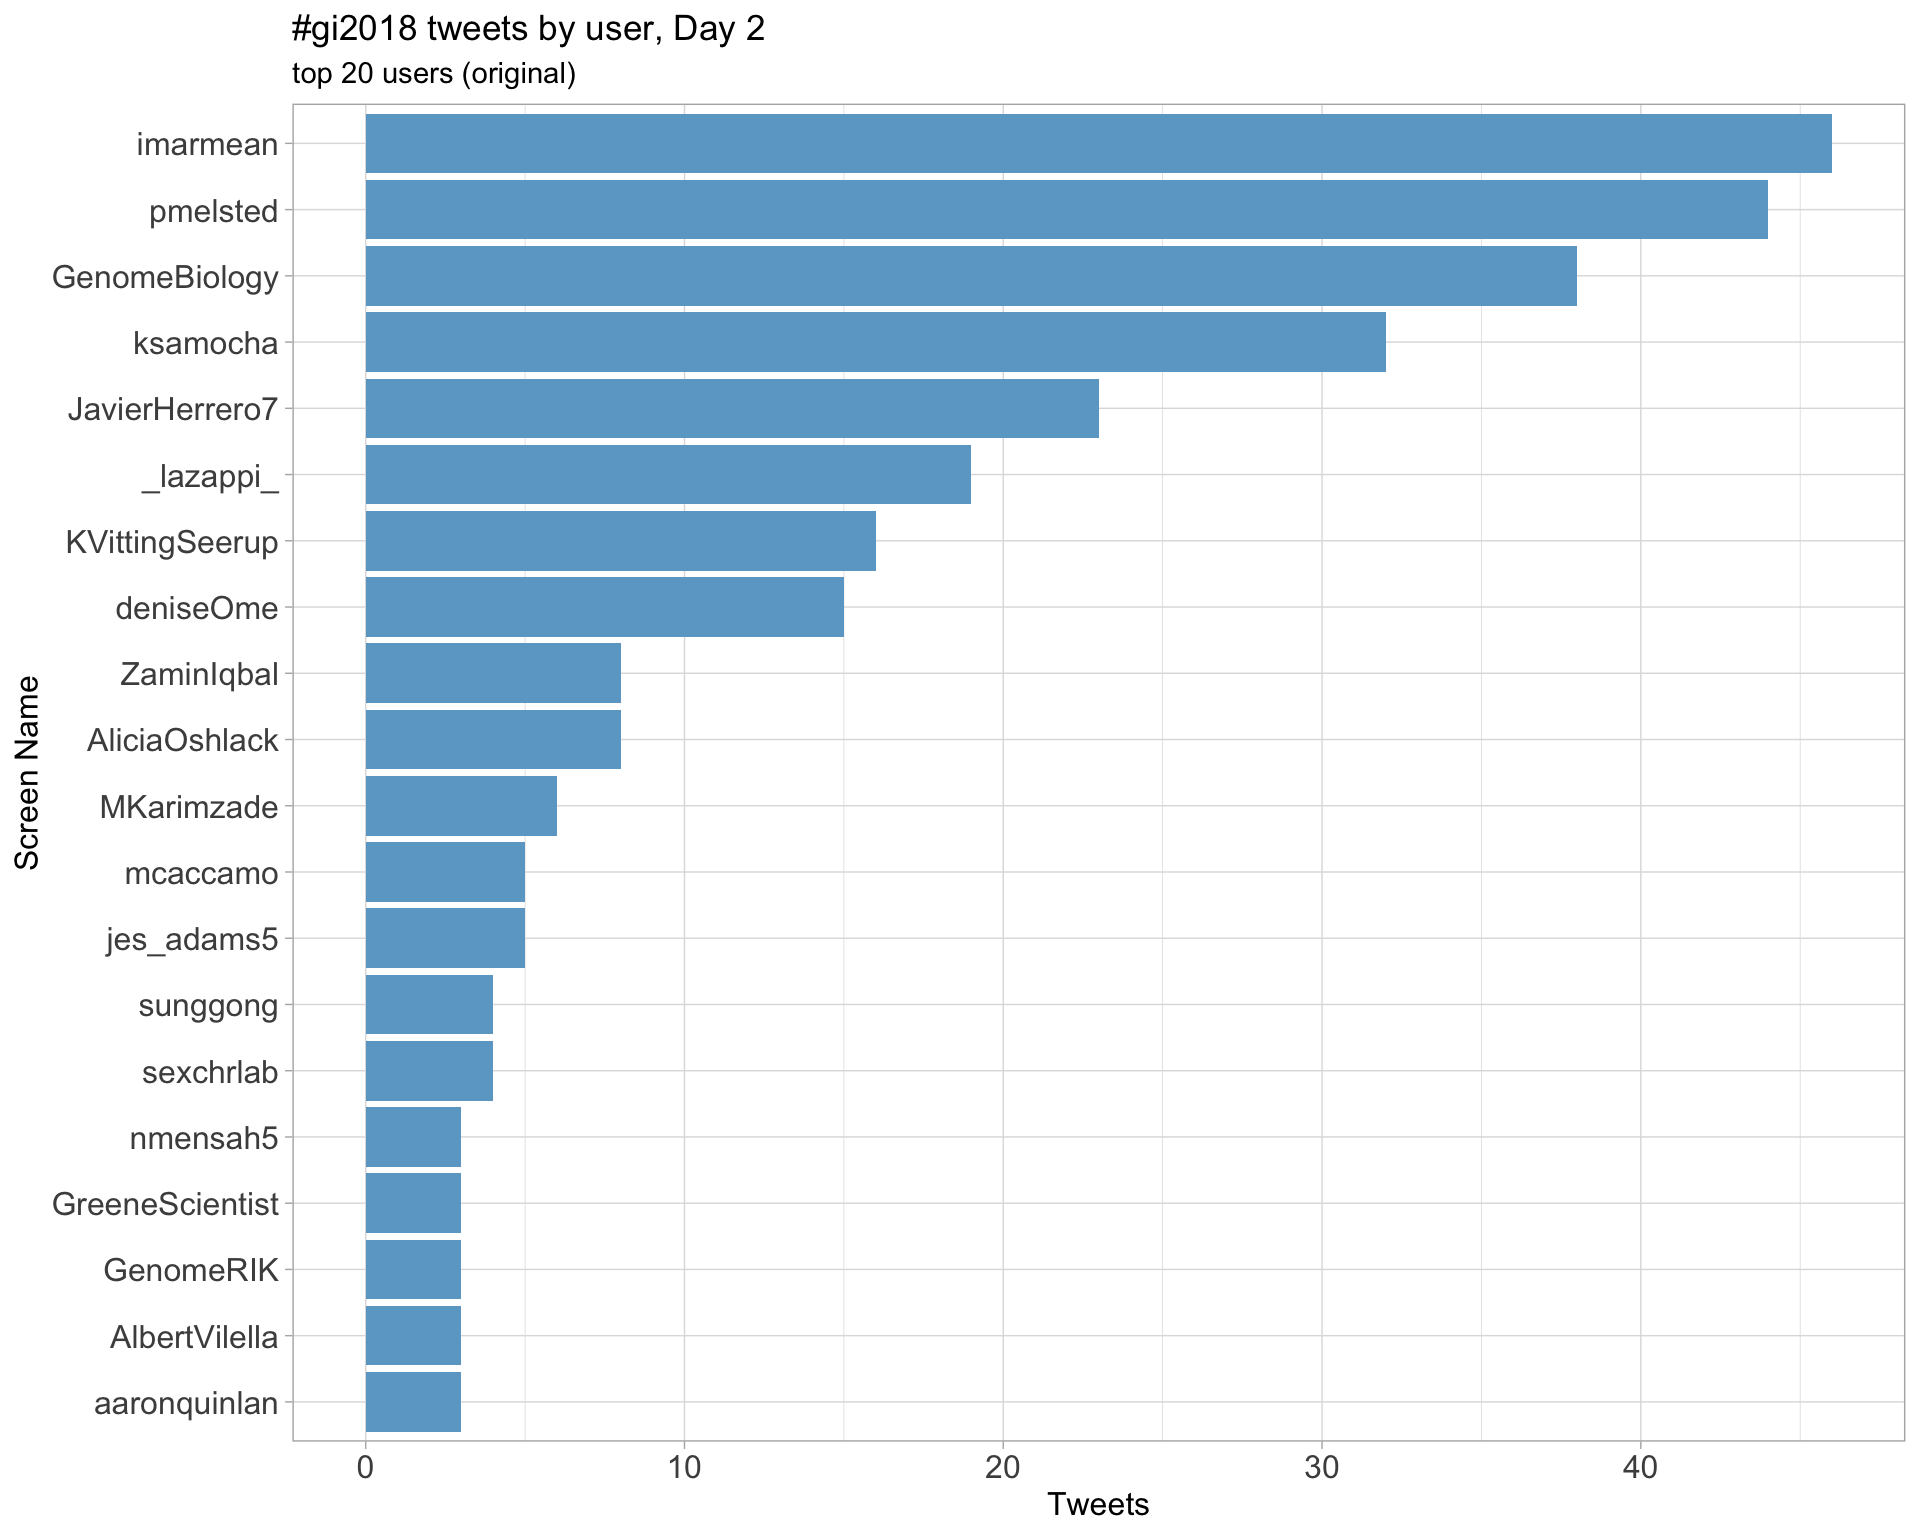 #gi2018 tweets by user, Day 2
top 20 users (original)
imarmean
pmelsted
GenomeBiology
ksamocha
JavierHerrero7
_lazappi_
KVittingSeerup
deniseOme
ZaminIqbal
AliciaOshlack
MKarimzade
mcaccamo
jes_adams5
sunggong
sexchrlab
nmensah5
GreeneScientist
GenomeRIK
AlbertVilella
aaronquinlan
Screen Name
0 10 20 30 40
Tweets